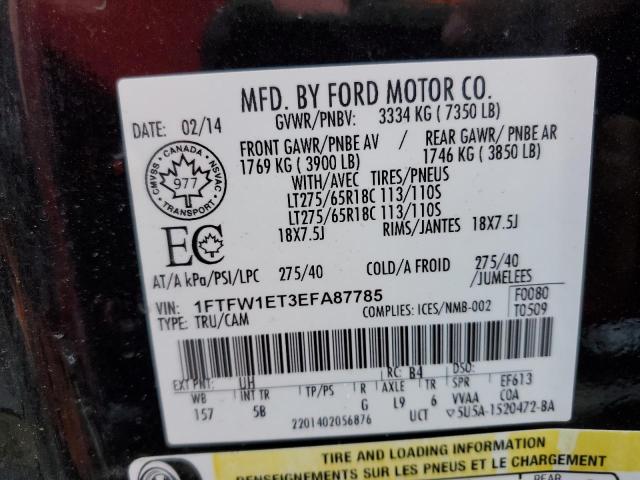 MFD. BY FORD MOTOR CO.
DATE: 02/14 GVWR/PNBV: 3334 KG ( 7350 LB)
FRONT GAWR/PNBE AV / REAR GAWR/ PNBE AR
1769 KG ( 3900 LB) 1746 KG ( 3850 LB)
WITH/AVEC TIRES/PNEUS
LT275/65R18C 113/110S
LT275/65R18C 113/110S
18X7.5J RIMS/JANTES 18X7.5J
CMVSS CANADA NSVAC
977
TRANSPORT
EC
AT/A kPa/PSI/LPC 275/40 COLD/A FROID 275/40
/JUMELEES
VIN: 1FTFW1ET3EFA87785
TYPE: TRU/CAM COMPLIES: ICES/NMB-002
F0080
T0509
RC: B4 DSO:
EXT PNT: UH
WB INT TR TP/PS R AXLE TR SPR EF613
157 5B G L9 6 VVAA COA
2201402056876 UCT ▽5U5A-1520472-BA
TIRE AND LOADING INFORMATION
RENSEIGNEMENTS SUR LES PNEUS ET LE CHARGEMENT
REAR